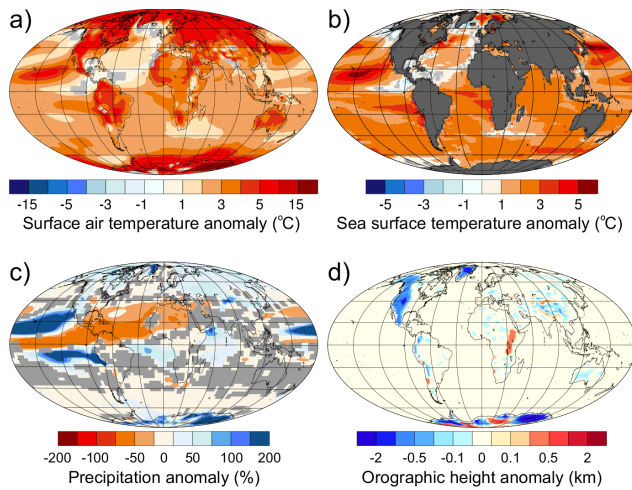 a)
b)
-15 -5 -3 -1 1 3 5 15
Surface air temperature anomaly (°C)
-5 -3 -1 1 3 5
Sea surface temperature anomaly (°C)
c)
d)
-200 -100 -50 0 50 100 200
Precipitation anomaly (%)
-2 -0.5 -0.1 0 0.1 0.5 2
Orographic height anomaly (km)